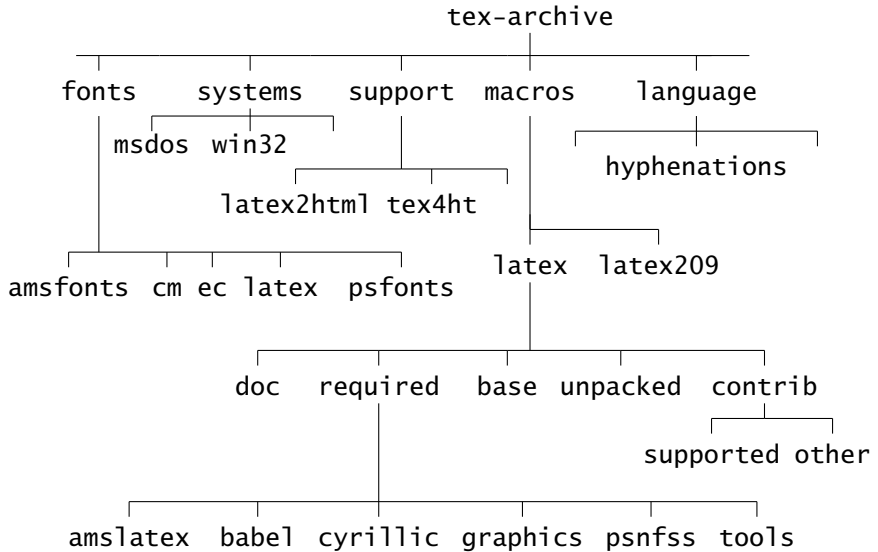 tex-archive
fonts systems support macros language
msdos win32
hyphenations
latex2html tex4ht
latex latex209
amsfonts cm ec latex psfonts
doc required base unpacked contrib
supported other
amslatex babel cyrillic graphics psnfss tools